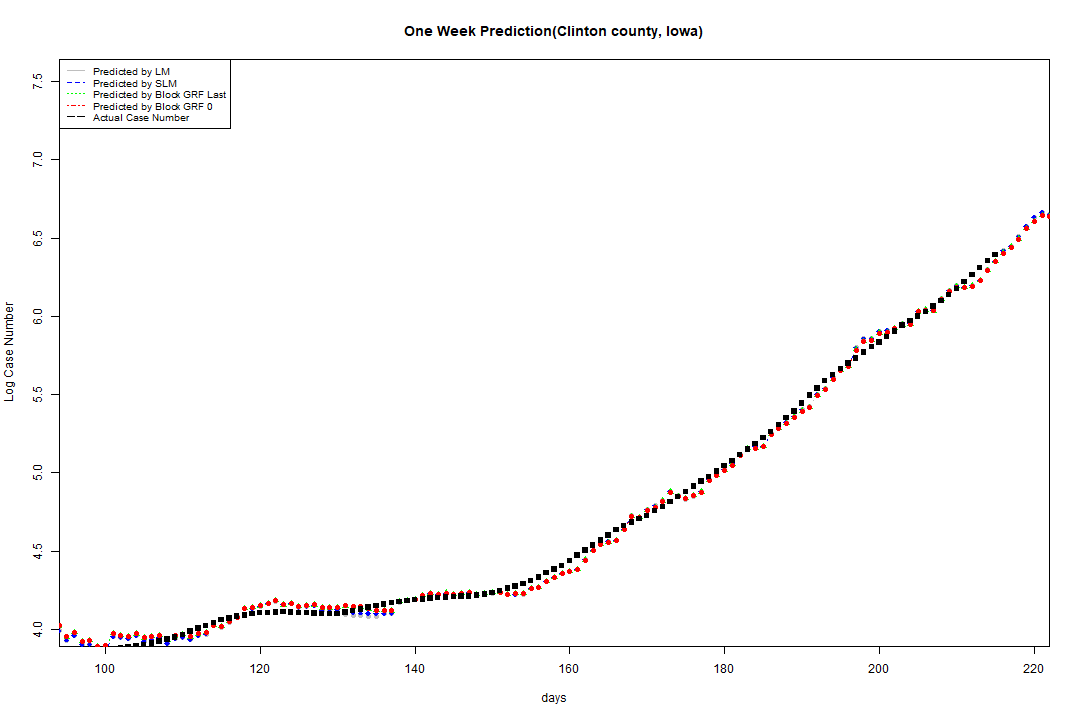 One Week Prediction(Clinton county, Iowa)
Predicted by LM
Predicted by SLM
Predicted by Block GRF Last
Predicted by Block GRF 0
Actual Case Number
7.5
7.0
6.5
6.0
5.5
5.0
4.5
4.0
Log Case Number
100 120 140 160 180 200 220
days